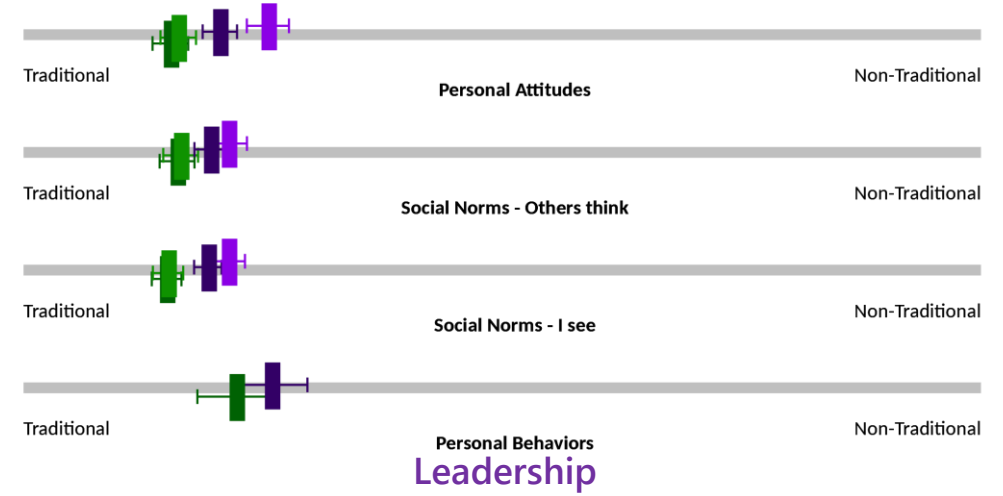 Traditional
Non-Traditional
Personal Attitudes
Traditional
Non-Traditional
Social Norms - Others think
Traditional
Non-Traditional
Social Norms - I see
Traditional
Non-Traditional
Personal Behaviors
Leadership